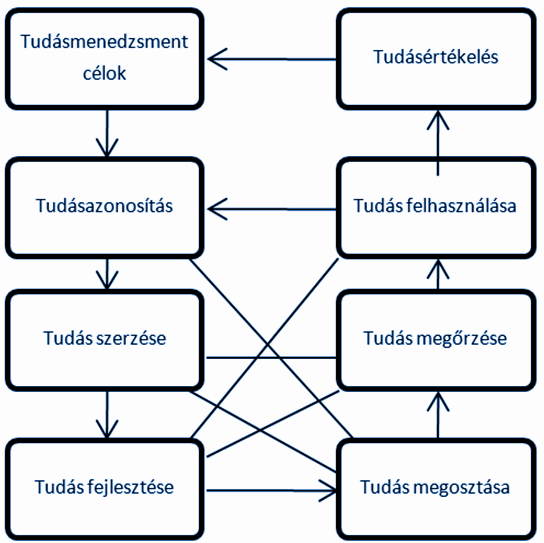 Tudásmenedzsment
célok
Tudásértékelés
Tudásazonosítás
Tudás felhasználása
Tudás szerzése
Tudás megőrzése
Tudás fejlesztése
Tudás megosztása